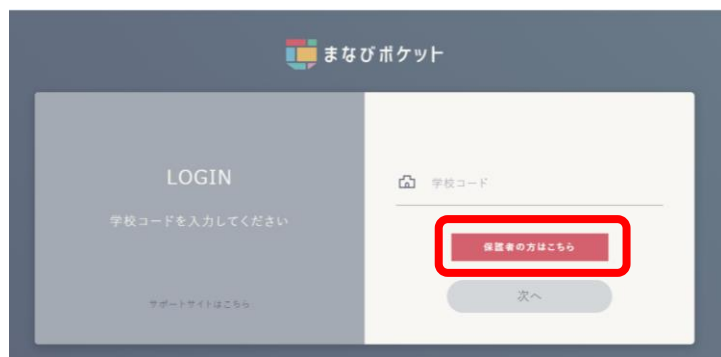 まなびポケット
LOGIN
学校コードを入力してください
サポートサイトはこちら
学校コード
保護者の方はこちら
次へ